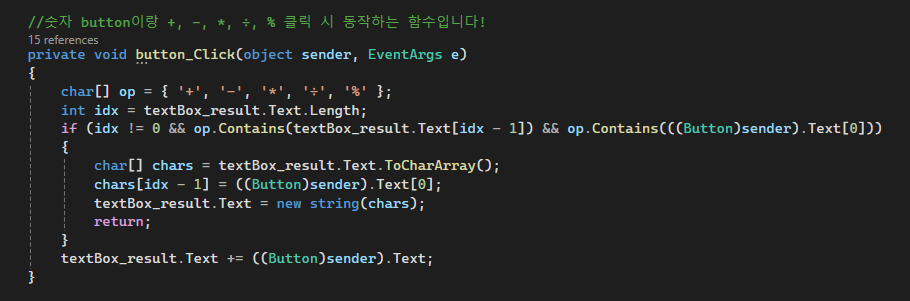 //숫자 button이랑 +, -, *, ÷, % 클릭 시 동작하는 함수입니다!
15 references
private void button_Click(object sender, EventArgs e)
{
    char[] op = { '+', '-', '*', '÷', '%' };
    int idx = textBox_result.Text.Length;
    if (idx != 0 && op.Contains(textBox_result.Text[idx - 1]) && op.Contains(((Button)sender).Text[0]))
    {
        char[] chars = textBox_result.Text.ToCharArray();
        chars[idx - 1] = ((Button)sender).Text[0];
        textBox_result.Text = new string(chars);
        return;
    }
    textBox_result.Text += ((Button)sender).Text;
}